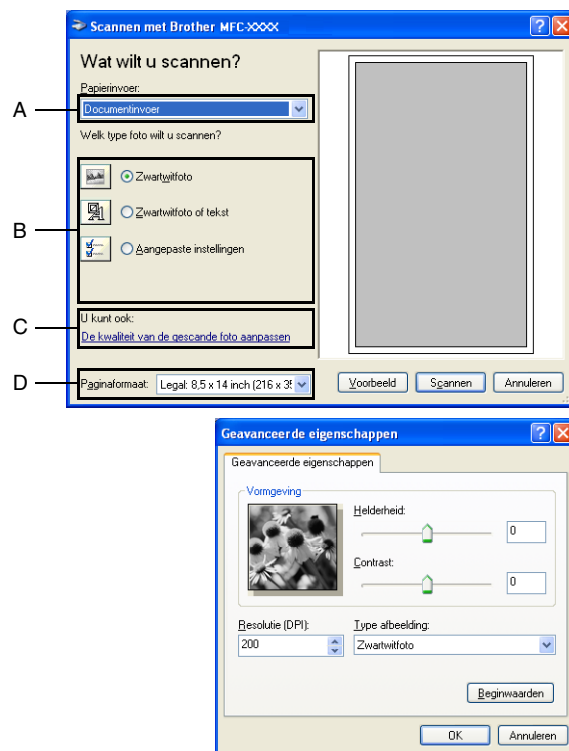 Scannen met Brother MFC-XXXX
Wat wilt u scannen?
Papierinvoer:
A
Documentinvoer
Welk type foto wilt u scannen?
B
Zwartwitfoto
Zwartwitfoto of tekst
Aangepaste instellingen
C
U kunt ook:
De kwaliteit van de gescande foto aanpassen
D
Paginaformaat: Legal: 8,5 x 14 inch (216 x 35
Voorbeeld Scannen Annuleren
Geavanceerde eigenschappen
Geavanceerde eigenschappen
Vormgeving
Helderheid:
0
Contrast:
0
Resolutie (DPI): Type afbeelding:
200 Zwartwitfoto
Beginwaarden
OK Annuleren